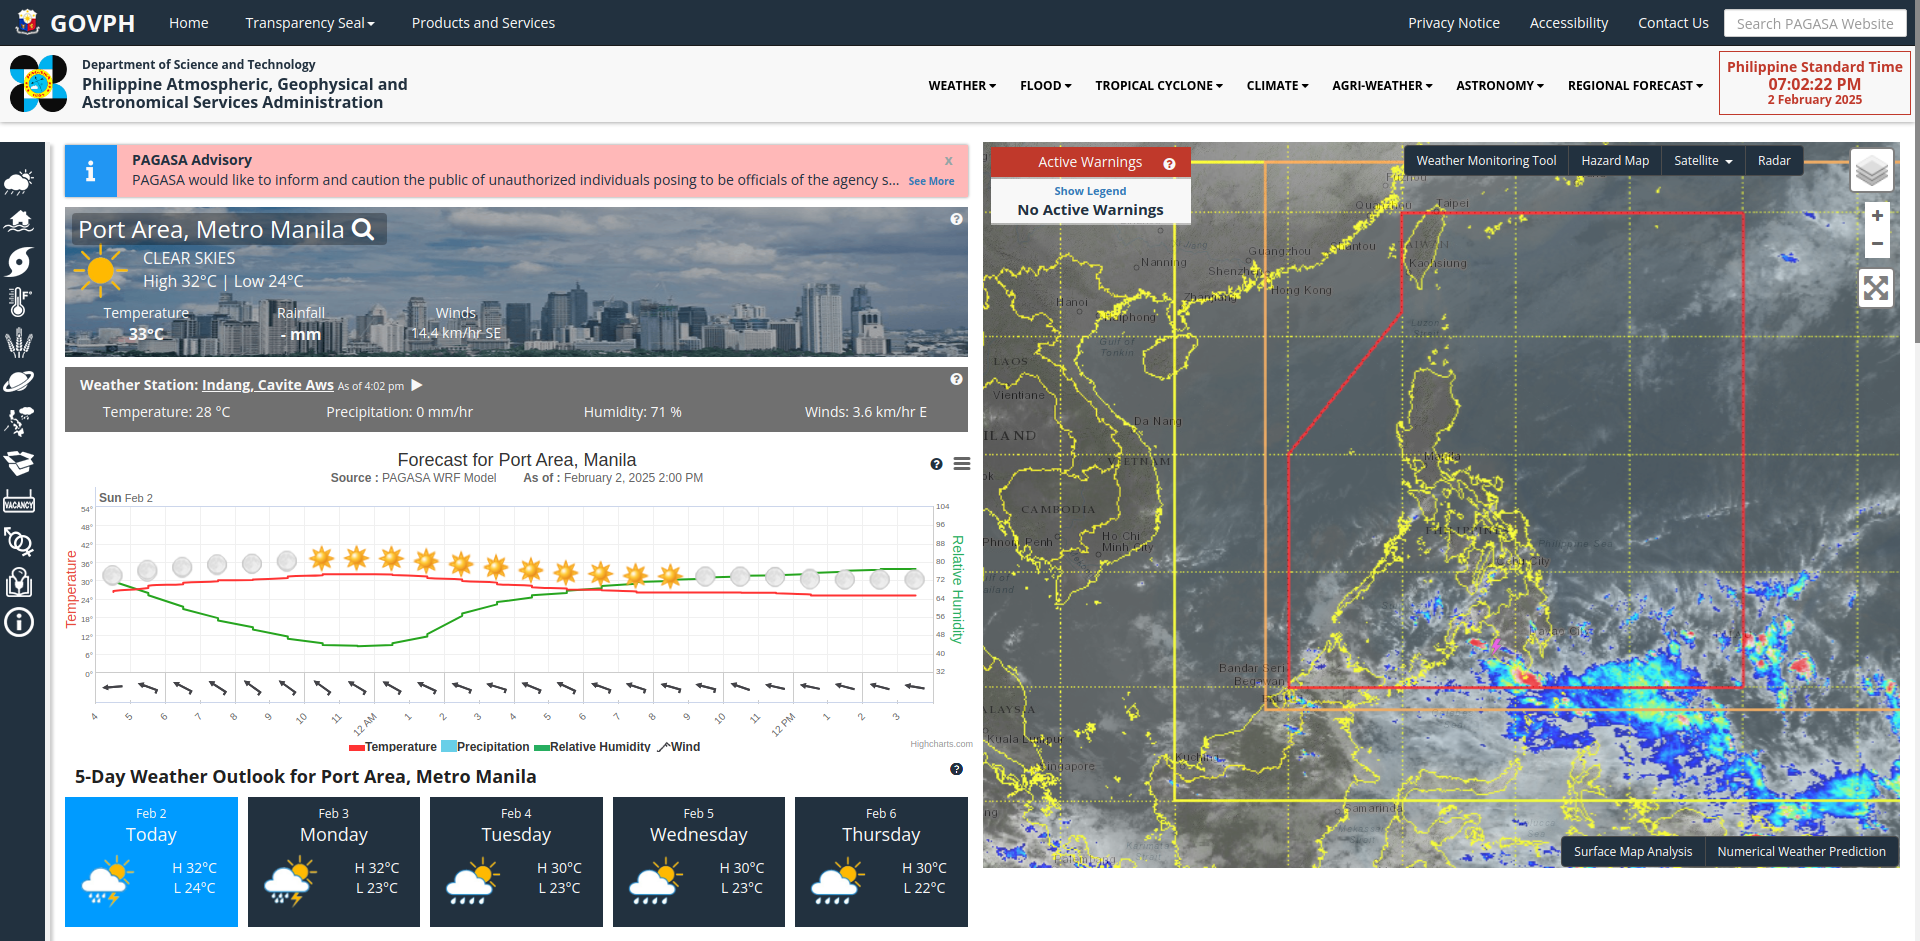 GOVPH
Home
Transparency Seal
Products and Services
Privacy Notice
Accessibility
Contact Us
Search PAGASA Website
Department of Science and Technology
Philippine Atmospheric, Geophysical and
Astronomical Services Administration
WEATHER
FLOOD
TROPICAL CYCLONE
CLIMATE
AGRI-WEATHER
ASTRONOMY
REGIONAL FORECAST
Philippine Standard Time
07:02:22 PM
2 February 2025
VACANCY
PAGASA Advisory
x
PAGASA would like to inform and caution the public of unauthorized individuals posing to be officials of the agency s...
See More
Port Area, Metro Manila
CLEAR SKIES
High 32°C | Low 24°C
Temperature
Rainfall
Winds
33°C
- mm
14.4 km/hr SE
Weather Station: Indang, Cavite Aws As of 4:02 pm
Temperature: 28 °C
Precipitation: 0 mm/hr
Humidity: 71 %
Winds: 3.6 km/hr E
Forecast for Port Area, Manila
Source : PAGASA WRF Model
As of : February 2, 2025 2:00 PM
Sun Feb 2
Temperature
54°
48°
42°
36°
30°
24°
18°
12°
6°
0°
104
96
88
80
72
64
56
48
40
32
Relative Humidity
4
5
6
7
8
9
10
11
12 AM
1
2
3
4
5
6
7
8
9
10
11
12 PM
1
2
3
Temperature
Precipitation
Relative Humidity
Wind
Highcharts.com
5-Day Weather Outlook for Port Area, Metro Manila
Feb 2
Today
H 32°C
L 24°C
Feb 3
Monday
H 32°C
L 23°C
Feb 4
Tuesday
H 30°C
L 23°C
Feb 5
Wednesday
H 30°C
L 23°C
Feb 6
Thursday
H 30°C
L 22°C
Active Warnings
Show Legend
No Active Warnings
Weather Monitoring Tool
Hazard Map
Satellite
Radar
+
−
Taipei
Guangzhou
Nanning
Shenzhen
Kaohsiung
Hong Kong
Hanoi
Gulf of
Tonkin
LAOS
Vientiane
Da Nang
VIETNAM
CAMBODIA
Ho Chi
Minh City
Bandar Seri
Begawan
Kuala Lumpur
Singapore
Kuching
Samarinda
Surface Map Analysis
Numerical Weather Prediction